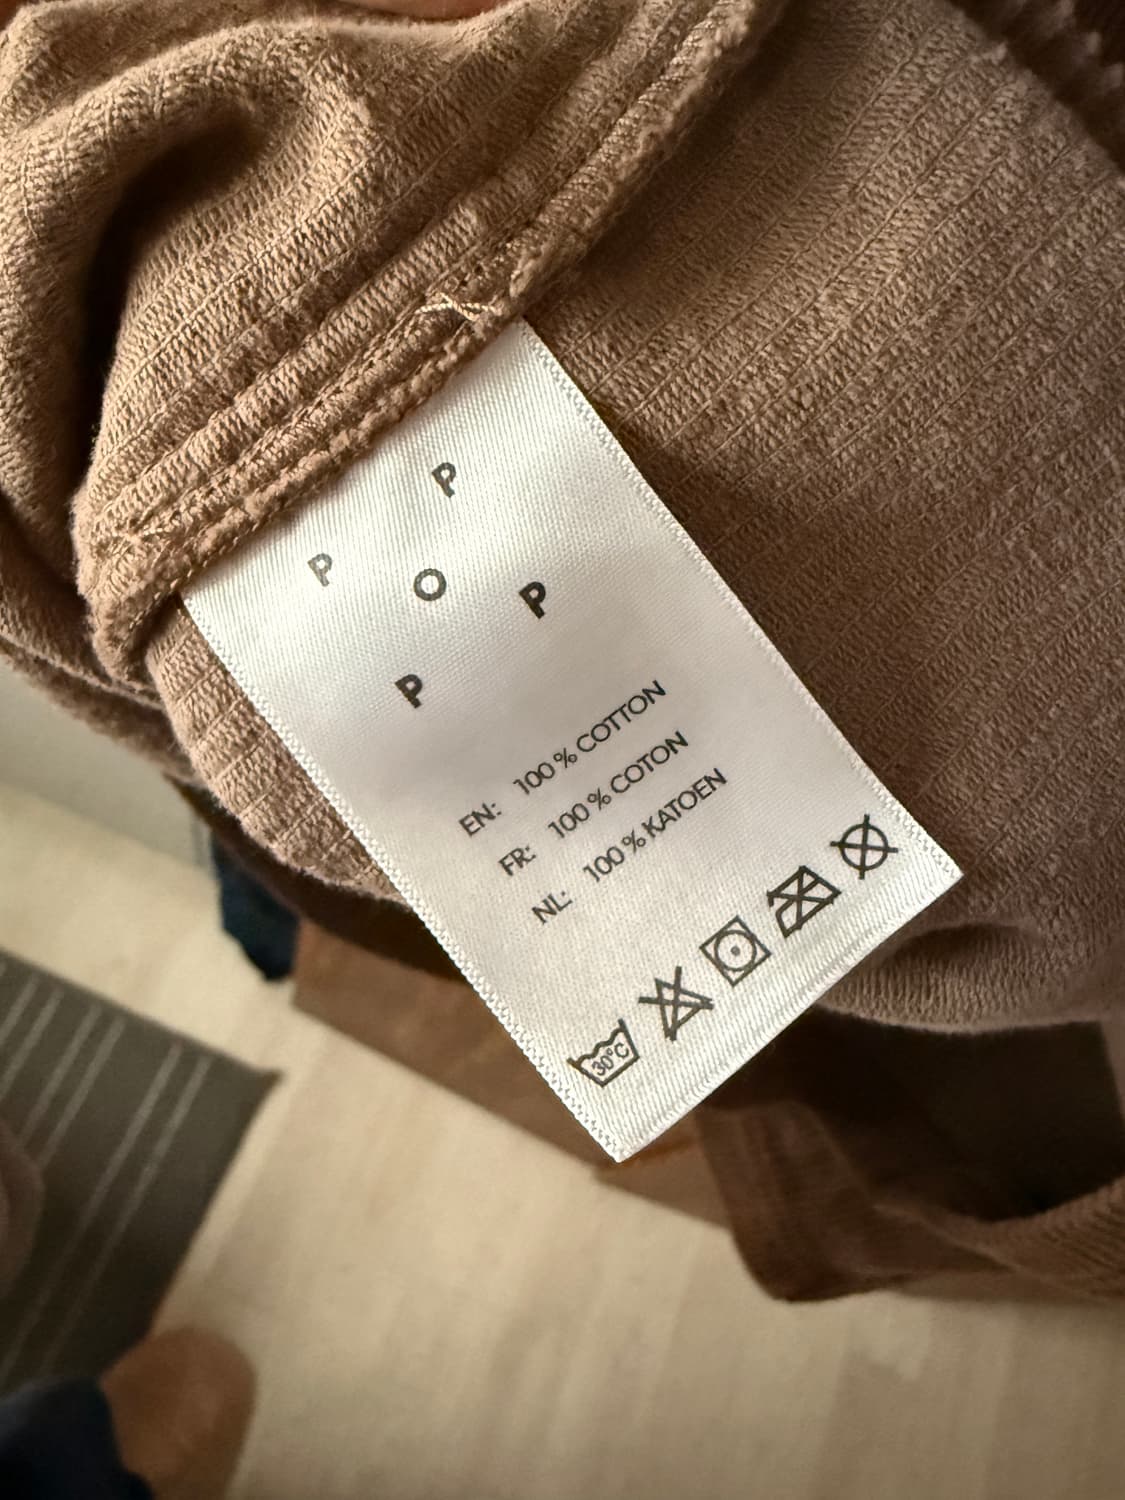 P
P O P
P
EN: 100 % COTTON
FR: 100 % COTON
NL: 100 % KATOEN
30°C